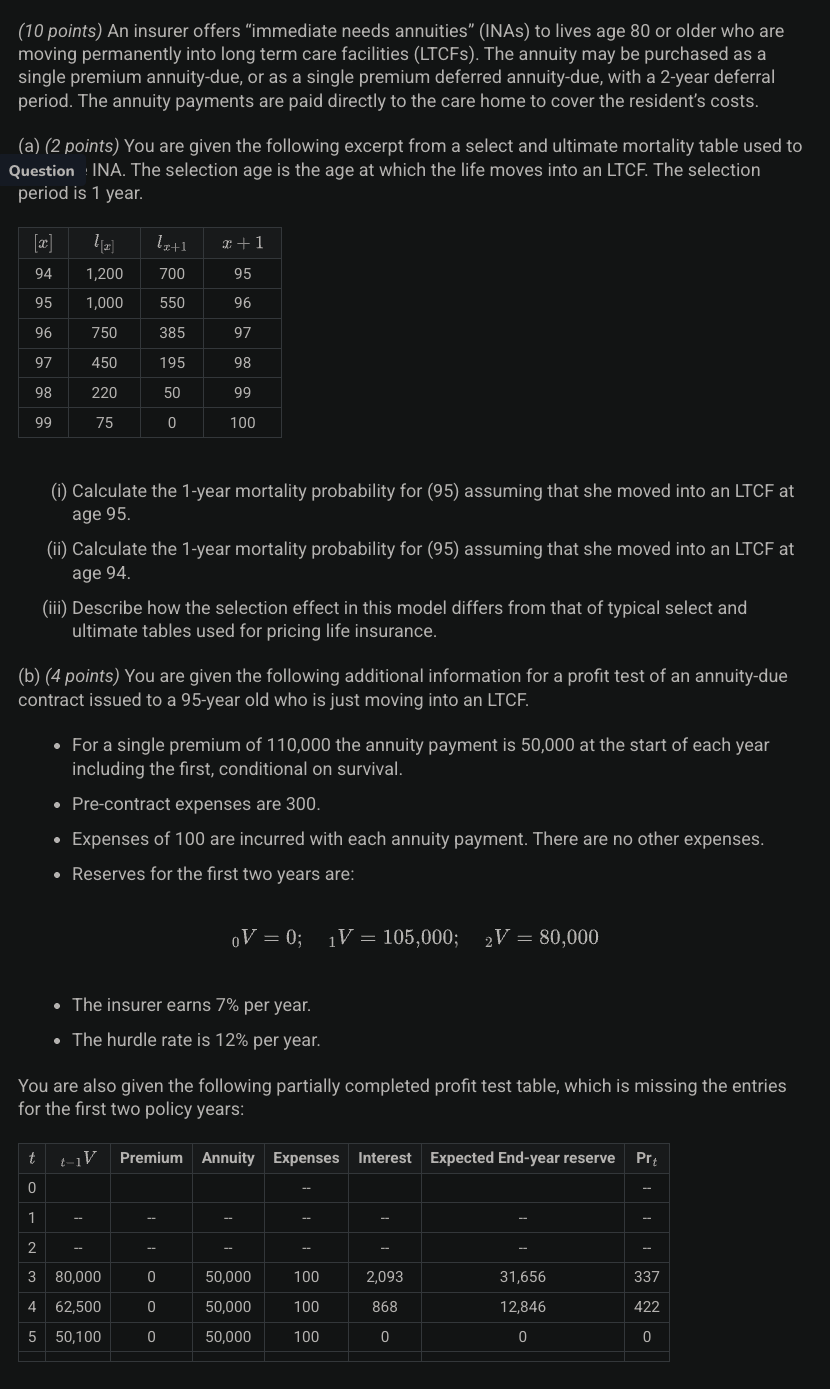 (10 points) An insurer offers “immediate needs annuities” (INAs) to lives age 80 or older who are
moving permanently into long term care facilities (LTCFs). The annuity may be purchased as a
single premium annuity-due, or as a single premium deferred annuity-due, with a 2-year deferral
period. The annuity payments are paid directly to the care home to cover the resident’s costs.
(a) (2 points) You are given the following excerpt from a select and ultimate mortality table used to
Question INA. The selection age is the age at which the life moves into an LTCF. The selection
period is 1 year.
[x] l_{[x]} l_{x+1} x + 1
94 1,200 700 95
95 1,000 550 96
96 750 385 97
97 450 195 98
98 220 50 99
99 75 0 100
(i) Calculate the 1-year mortality probability for (95) assuming that she moved into an LTCF at
age 95.
(ii) Calculate the 1-year mortality probability for (95) assuming that she moved into an LTCF at
age 94.
(iii) Describe how the selection effect in this model differs from that of typical select and
ultimate tables used for pricing life insurance.
(b) (4 points) You are given the following additional information for a profit test of an annuity-due
contract issued to a 95-year old who is just moving into an LTCF.
• For a single premium of 110,000 the annuity payment is 50,000 at the start of each year
including the first, conditional on survival.
• Pre-contract expenses are 300.
• Expenses of 100 are incurred with each annuity payment. There are no other expenses.
• Reserves for the first two years are:
₀V = 0; ₁V = 105,000; ₂V = 80,000
• The insurer earns 7% per year.
• The hurdle rate is 12% per year.
You are also given the following partially completed profit test table, which is missing the entries
for the first two policy years:
t _{t−1}V Premium Annuity Expenses Interest Expected End-year reserve Pr_t
0 -- --
1 -- -- -- -- -- -- --
2 -- -- -- -- -- -- --
3 80,000 0 50,000 100 2,093 31,656 337
4 62,500 0 50,000 100 868 12,846 422
5 50,100 0 50,000 100 0 0 0